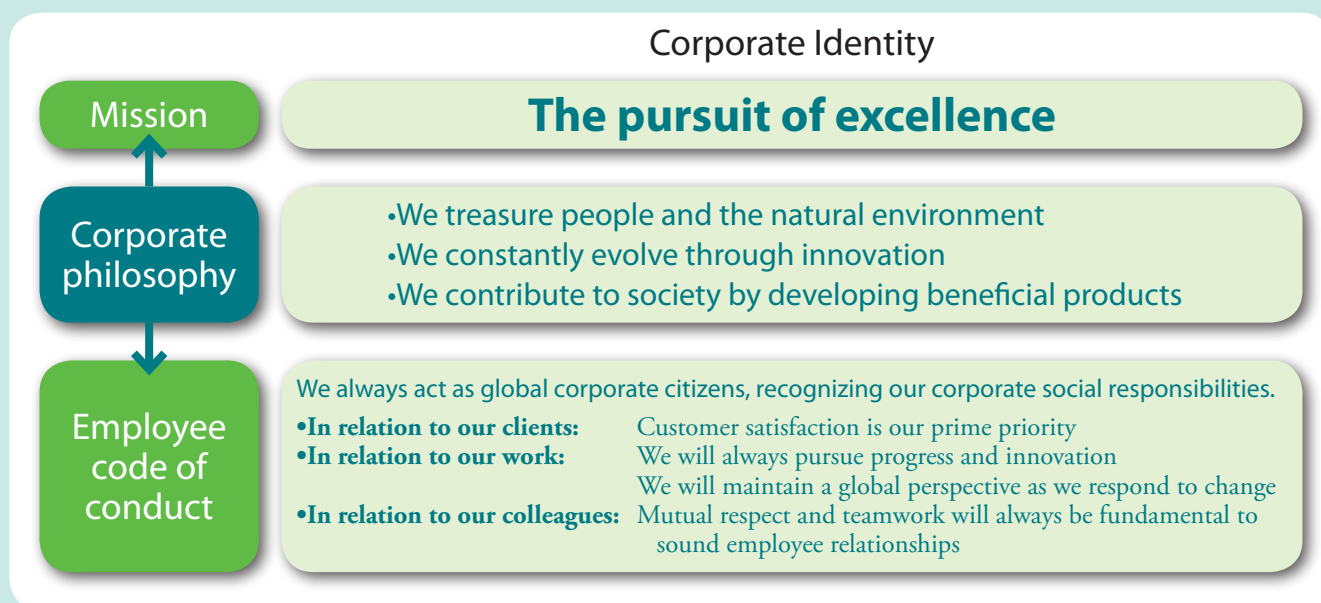 Corporate Identity
Mission
The pursuit of excellence
Corporate
philosophy
•We treasure people and the natural environment
•We constantly evolve through innovation
•We contribute to society by developing beneficial products
Employee
code of
conduct
We always act as global corporate citizens, recognizing our corporate social responsibilities.
•In relation to our clients: Customer satisfaction is our prime priority
•In relation to our work: We will always pursue progress and innovation
We will maintain a global perspective as we respond to change
•In relation to our colleagues: Mutual respect and teamwork will always be fundamental to
sound employee relationships